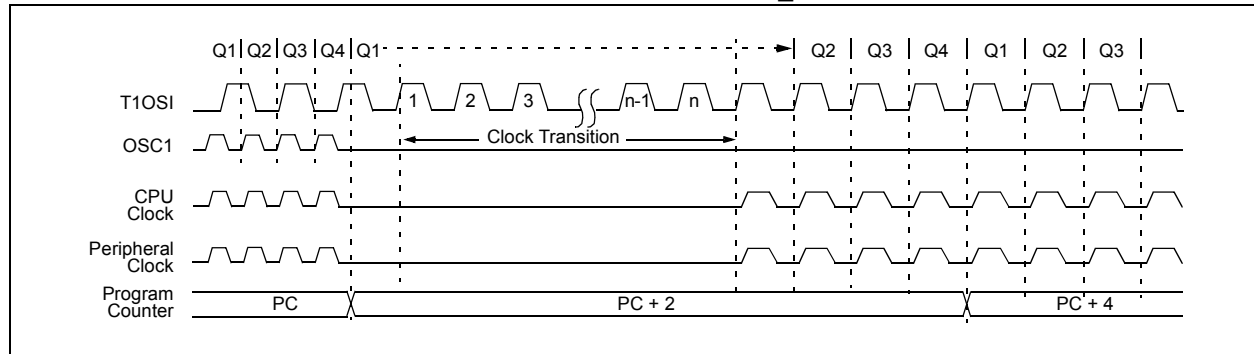 Q1 Q2 Q3 Q4 Q1 Q2 Q3 Q4 Q1 Q2 Q3
T1OSI 1 2 3 n-1 n
Clock Transition
OSC1
CPU
Clock
Peripheral
Clock
Program
Counter
PC PC + 2 PC + 4